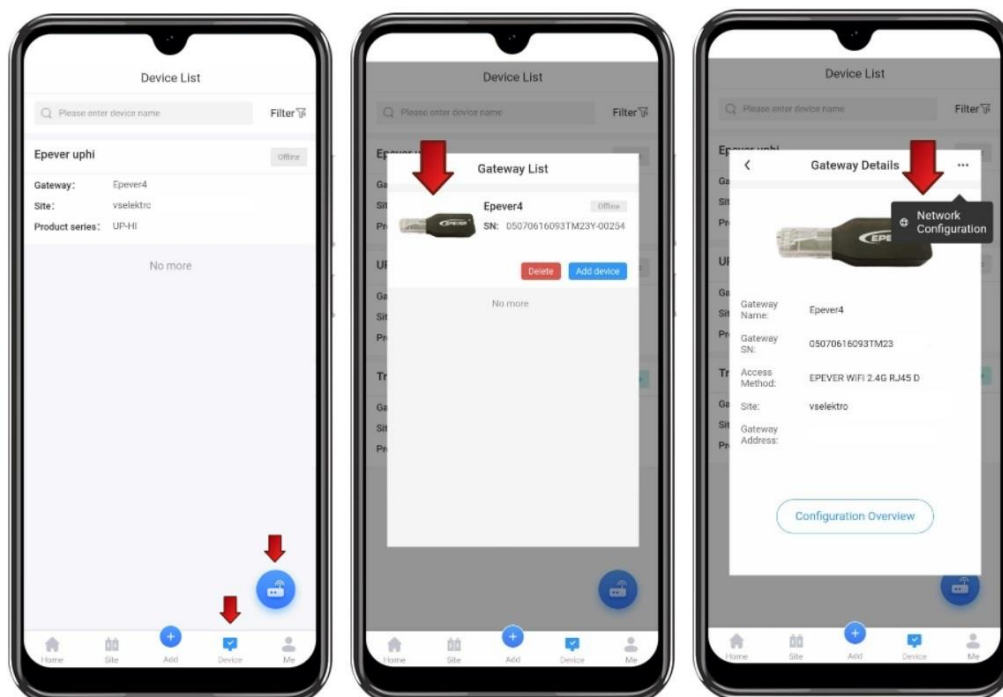 Device List
Please enter device name
Filter
Epever uphi
Offline
Gateway: Epever4
Site: vselektro
Product series: UP-HI
No more
Home
Site
Add
Device
Me
Device List
Please enter device name
Filter
Gateway List
Epever4
Offline
SN: 05070616093TM23Y-00254
Delete
Add device
No more
Home
Site
Add
Device
Me
Device List
Please enter device name
Filter
Epever uphi
Gateway Details
Network
Configuration
Gateway
Name:
Epever4
Gateway
SN:
05070616093TM23
Access
Method:
EPEVER WIFI 2.4G RJ45 D
Site:
vselektro
Gateway
Address:
Configuration Overview
Home
Site
Add
Device
Me